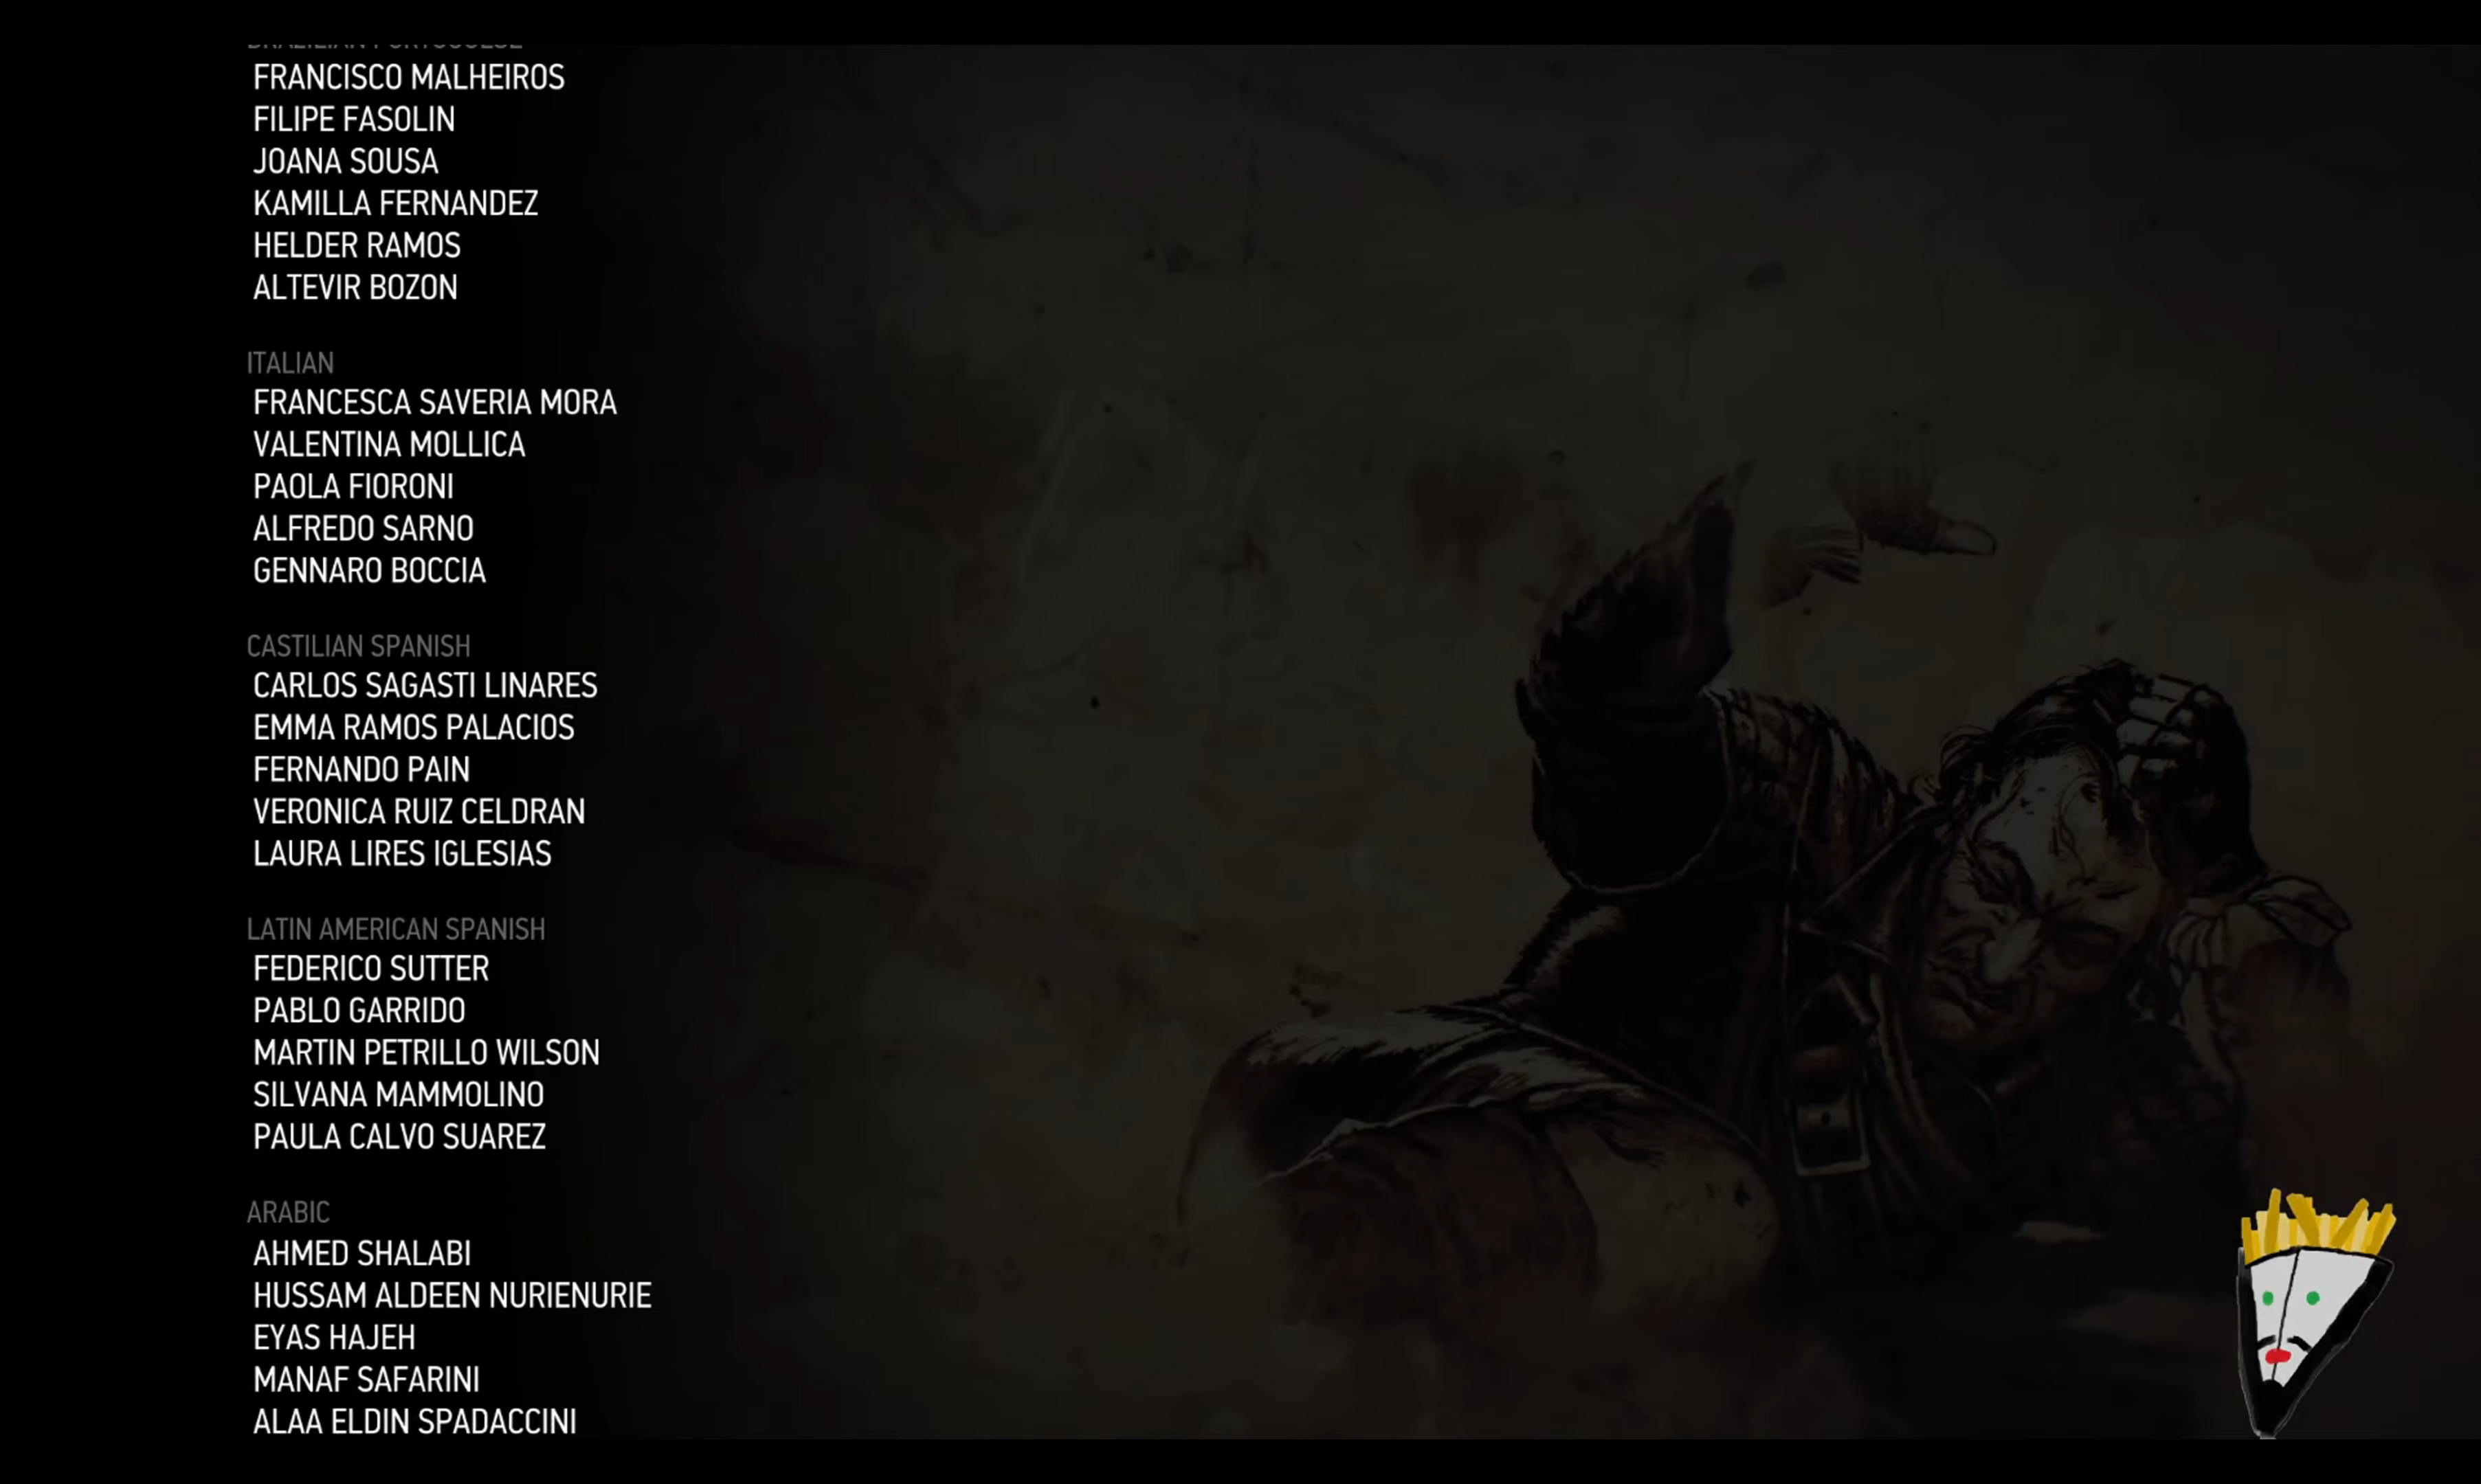 BRAZILIAN PORTUGUESE
FRANCISCO MALHEIROS
FILIPE FASOLIN
JOANA SOUSA
KAMILLA FERNANDEZ
HELDER RAMOS
ALTEVIR BOZON
ITALIAN
FRANCESCA SAVERIA MORA
VALENTINA MOLLICA
PAOLA FIORONI
ALFREDO SARNO
GENNARO BOCCIA
CASTILIAN SPANISH
CARLOS SAGASTI LINARES
EMMA RAMOS PALACIOS
FERNANDO PAIN
VERONICA RUIZ CELDRAN
LAURA LIRES IGLESIAS
LATIN AMERICAN SPANISH
FEDERICO SUTTER
PABLO GARRIDO
MARTIN PETRILLO WILSON
SILVANA MAMMOLINO
PAULA CALVO SUAREZ
ARABIC
AHMED SHALABI
HUSSAM ALDEEN NURIENURIE
EYAS HAJEH
MANAF SAFARINI
ALAA ELDIN SPADACCINI